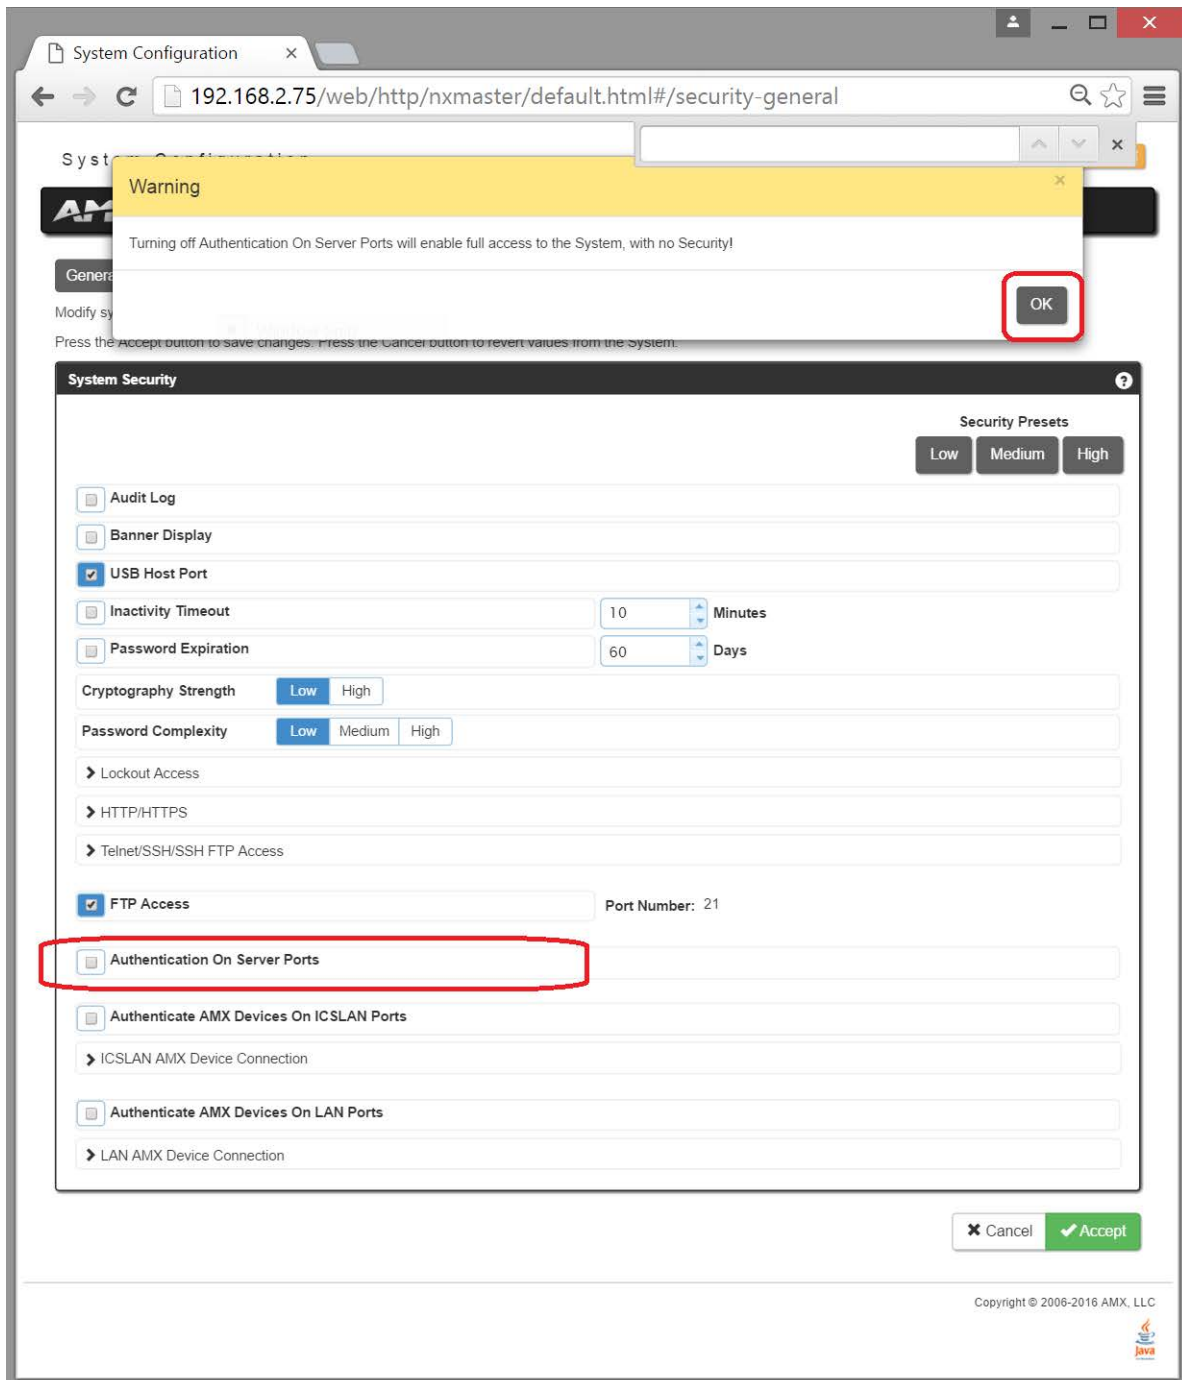 System Configuration
192.168.2.75/web/http/nxmaster/default.html#/security-general
Syst
Warning
AM
Turning off Authentication On Server Ports will enable full access to the System, with no Security!
Genera
OK
Modify sy
Press the Accept button to save changes. Press the Cancel button to revert values from the System.
System Security
Security Presets
Low Medium High
Audit Log
Banner Display
USB Host Port
Inactivity Timeout 10 Minutes
Password Expiration 60 Days
Cryptography Strength Low High
Password Complexity Low Medium High
Lockout Access
HTTP/HTTPS
Telnet/SSH/SSH FTP Access
FTP Access Port Number: 21
Authentication On Server Ports
Authenticate AMX Devices On ICSLAN Ports
ICSLAN AMX Device Connection
Authenticate AMX Devices On LAN Ports
LAN AMX Device Connection
Cancel Accept
Copyright © 2006-2016 AMX, LLC
Java